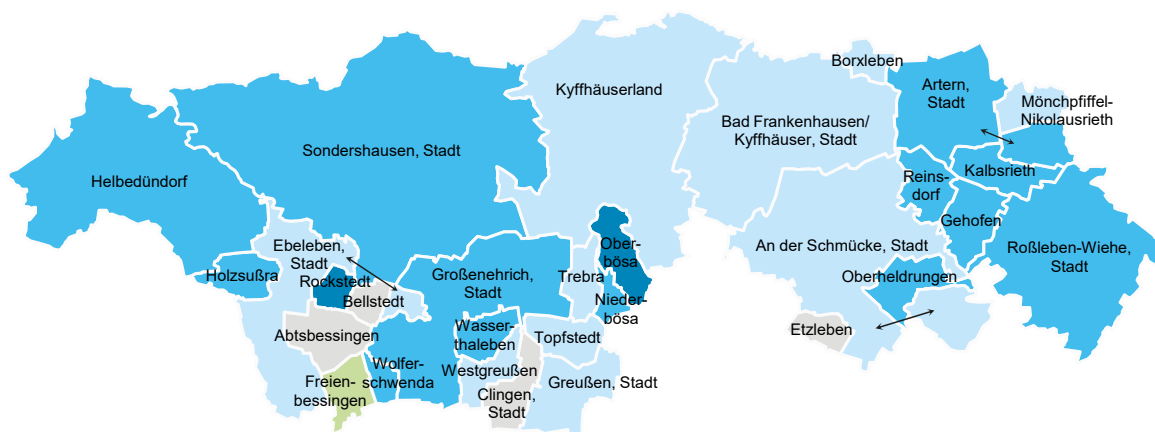 Borxleben
Kyffhäuserland
Artern,
Stadt
Mönchpfiffel-
Nikolausrieth
Bad Frankenhausen/
Kyffhäuser, Stadt
Sondershausen, Stadt
Helbedündorf
Kalbsrieth
Reins-
dorf
Gehofen
Ebeleben,
Stadt
Ober-
bösa
An der Schmücke, Stadt
Roßleben-Wiehe,
Stadt
Holzsußra
Rockstedt
Großenehrich,
Stadt
Trebra
Oberheldrungen
Bellstedt
Nieder-
bösa
Abtsbessingen
Wasser-
thaleben
Topfstedt
Etzleben
Wolfer-
schwenda
Westgreußen
Freien-
bessingen
Clingen,
Stadt
Greußen, Stadt